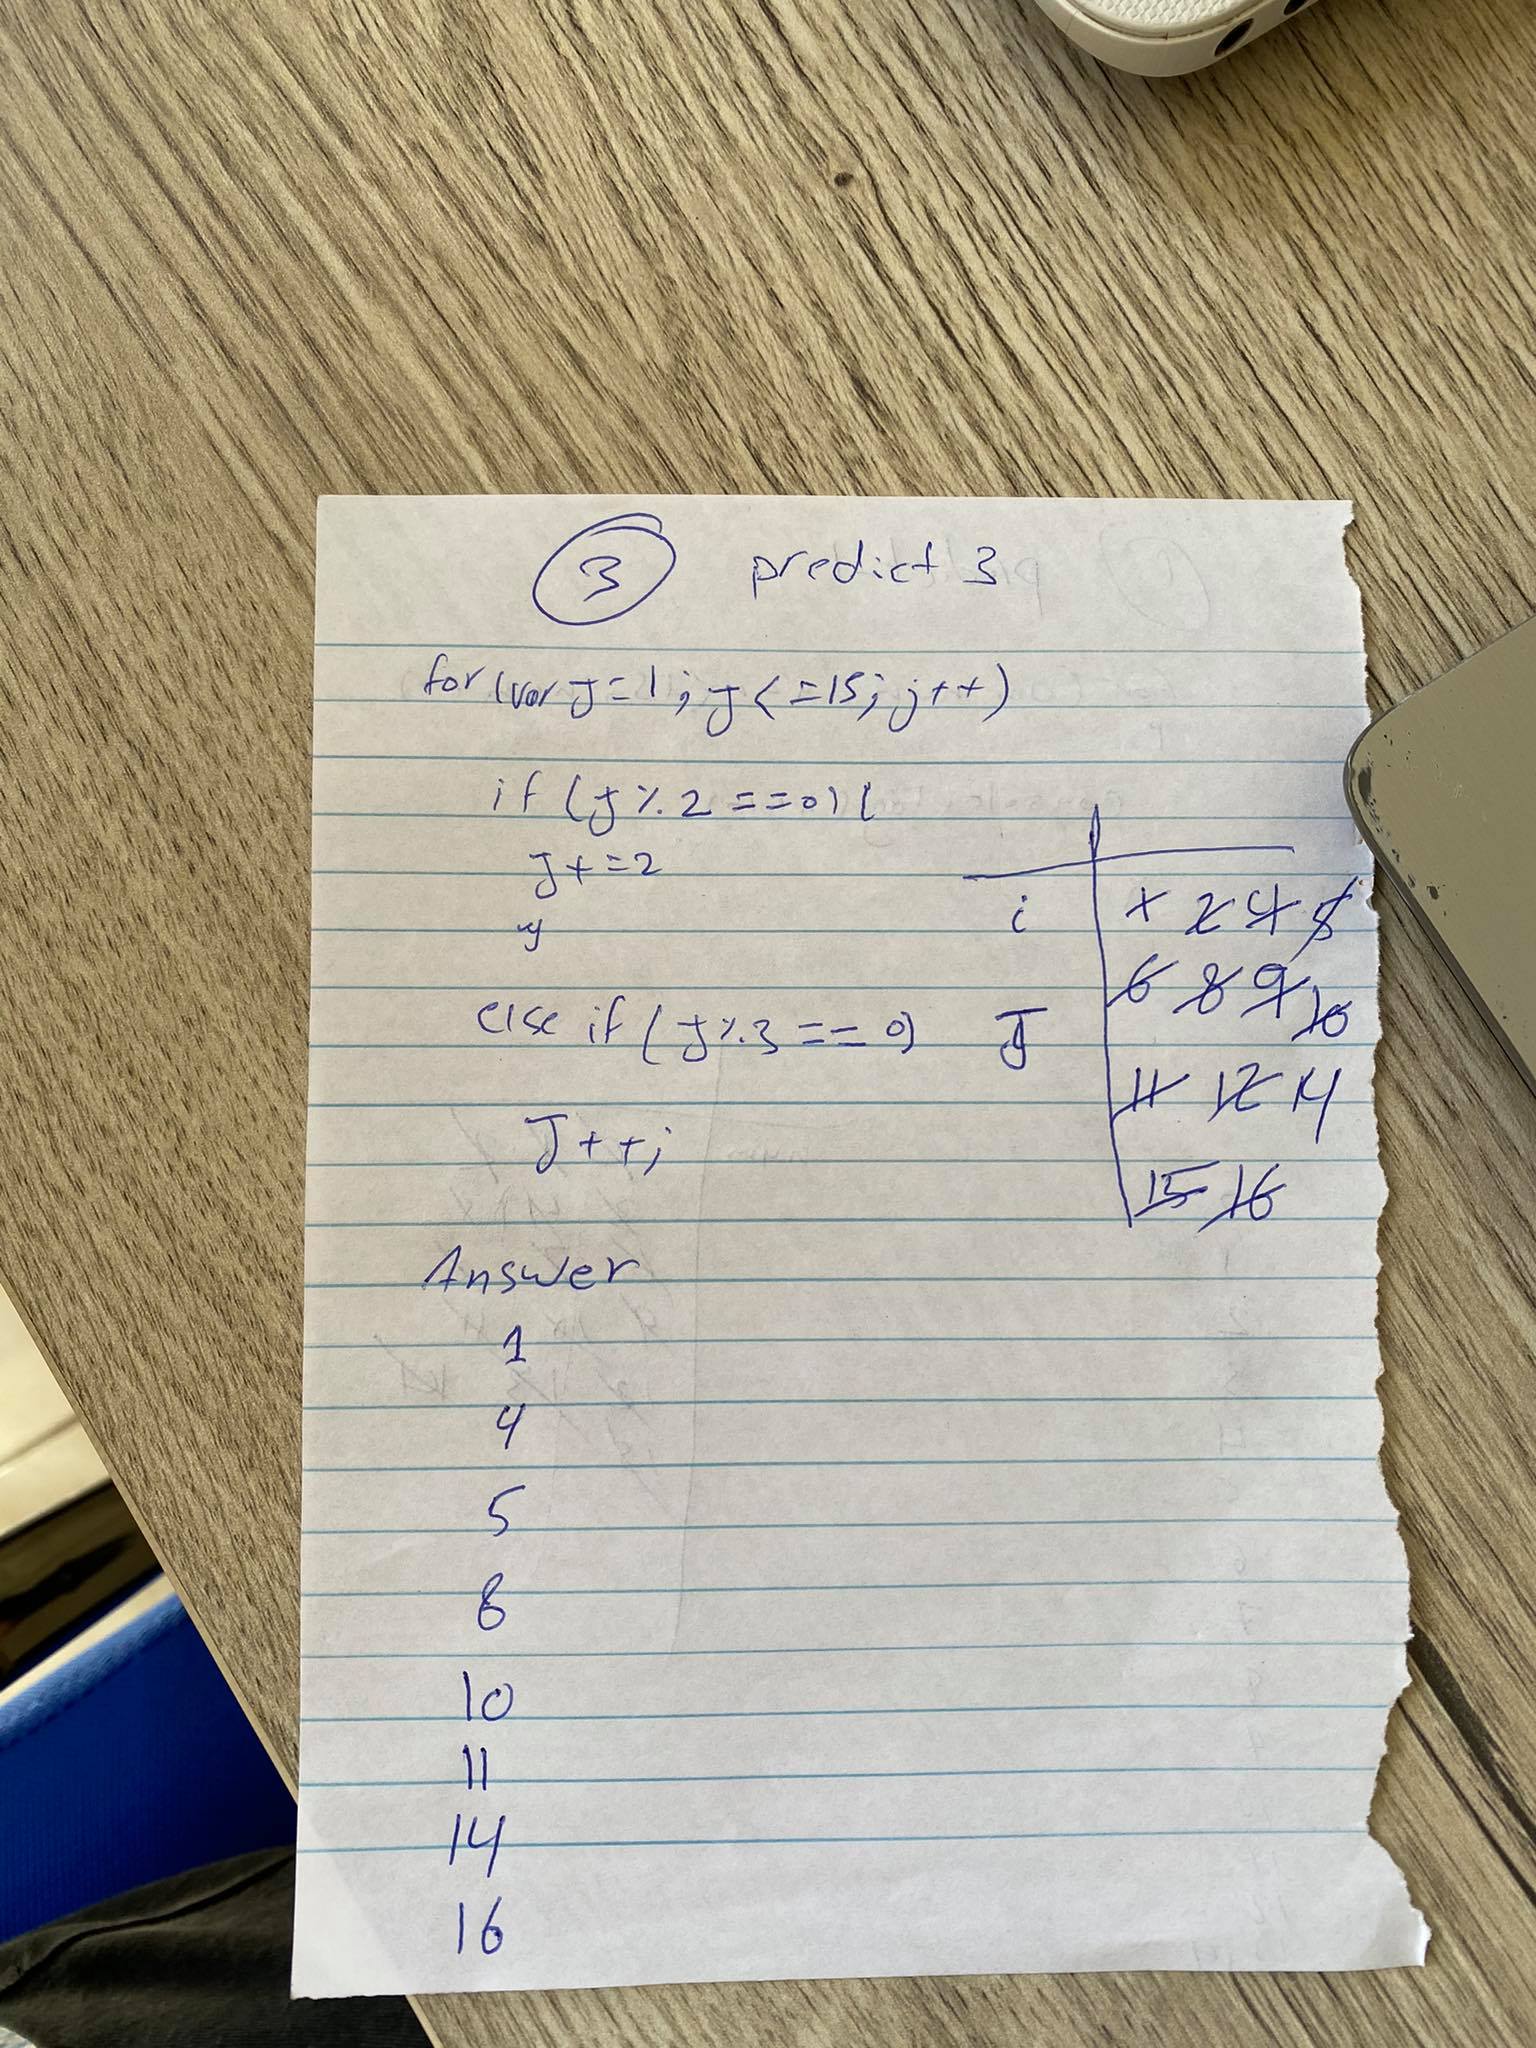 3 predict 3
for (var J=1; J<=15; j++)
if (J%2==0) {
J+=2
}
else if (J%3==0)
J++;
i
J
1 2 4 5
6 8 9 10
11 12 14
15 16
Answer
1
4
5
8
10
11
14
16